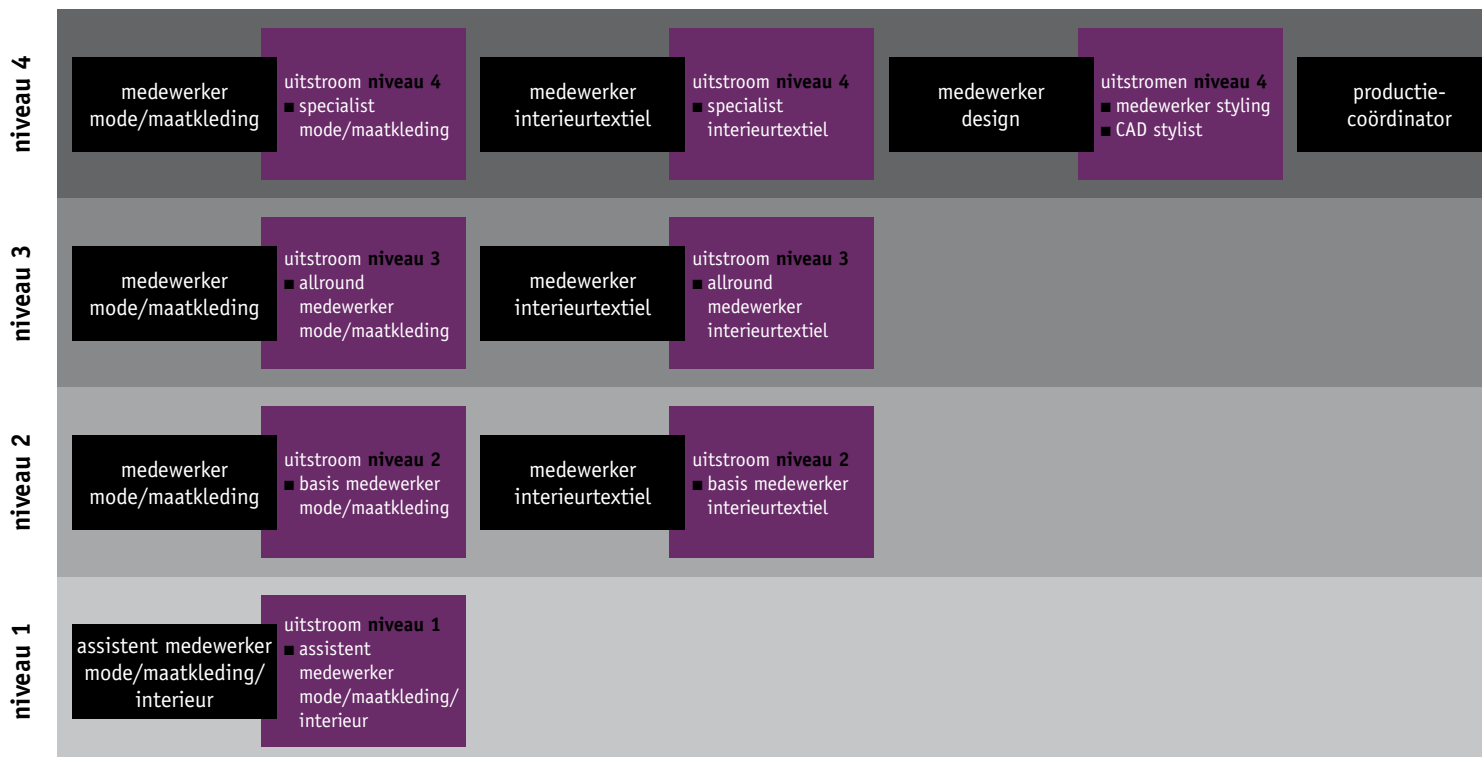 niveau 4
medewerker
mode/maatkleding
uitstroom niveau 4
■ specialist
mode/maatkleding
medewerker
interieurtextiel
uitstroom niveau 4
■ specialist
interieurtextiel
medewerker
design
uitstromen niveau 4
■ medewerker styling
■ CAD stylist
productie-
coördinator
niveau 3
medewerker
mode/maatkleding
uitstroom niveau 3
■ allround
medewerker
mode/maatkleding
medewerker
interieurtextiel
uitstroom niveau 3
■ allround
medewerker
interieurtextiel
niveau 2
medewerker
mode/maatkleding
uitstroom niveau 2
■ basis medewerker
mode/maatkleding
medewerker
interieurtextiel
uitstroom niveau 2
■ basis medewerker
interieurtextiel
niveau 1
assistent medewerker
mode/maatkleding/
interieur
uitstroom niveau 1
■ assistent
medewerker
mode/maatkleding/
interieur